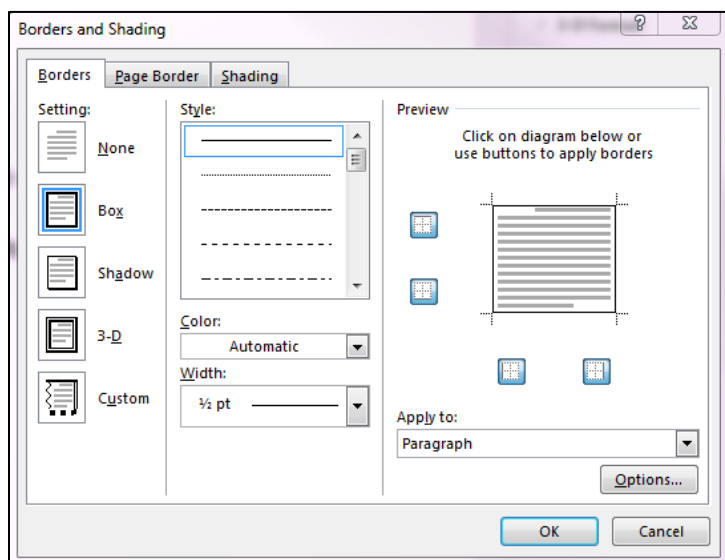 Borders and Shading
Borders
Page Border
Shading
Setting:
None
Box
Shadow
3-D
Custom
Style:
Color:
Automatic
Width:
½ pt
Preview
Click on diagram below or
use buttons to apply borders
Apply to:
Paragraph
Options...
OK
Cancel